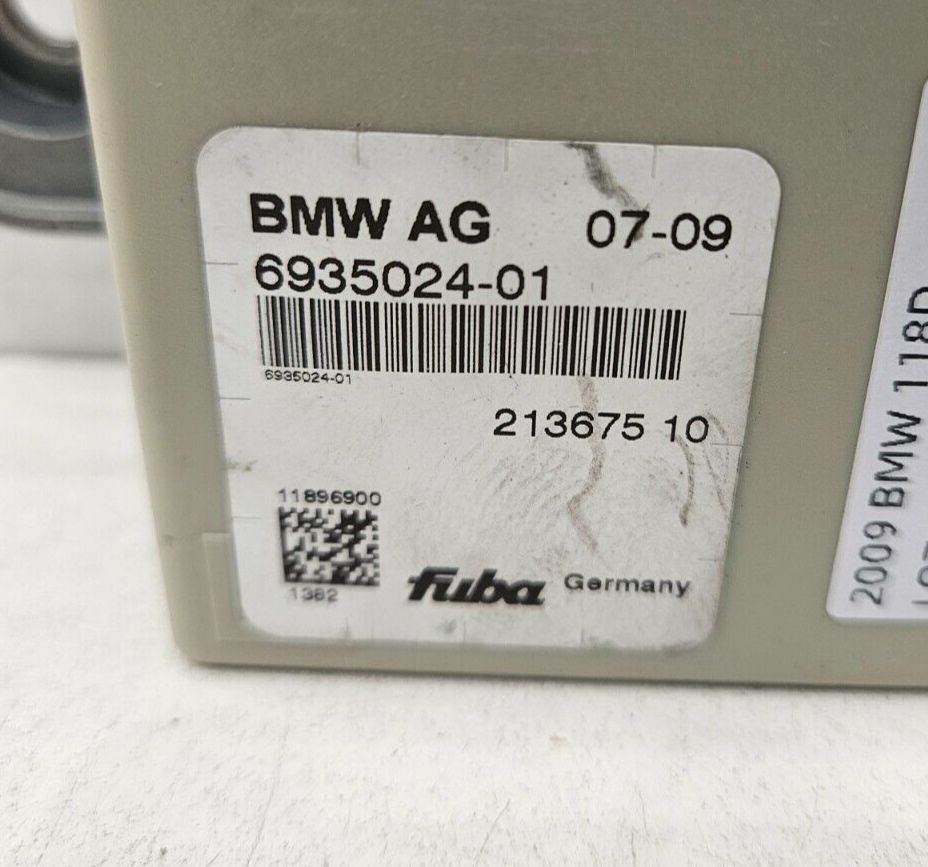 BMW AG 07-09
6935024-01
6935024-01
213675 10
11896900
1382
fuba Germany
2009 BMW 118D